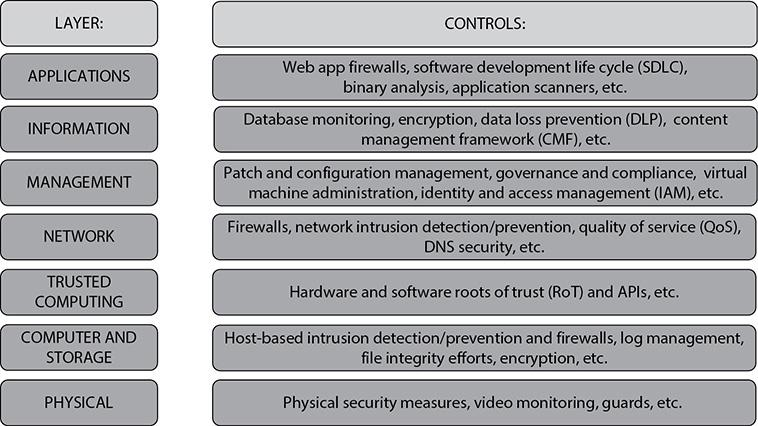 LAYER:
CONTROLS:
APPLICATIONS
Web app firewalls, software development life cycle (SDLC),
binary analysis, application scanners, etc.
INFORMATION
Database monitoring, encryption, data loss prevention (DLP), content
management framework (CMF), etc.
MANAGEMENT
Patch and configuration management, governance and compliance, virtual
machine administration, identity and access management (IAM), etc.
NETWORK
Firewalls, network intrusion detection/prevention, quality of service (QoS),
DNS security, etc.
TRUSTED
COMPUTING
Hardware and software roots of trust (RoT) and APIs, etc.
COMPUTER AND
STORAGE
Host-based intrusion detection/prevention and firewalls, log management,
file integrity efforts, encryption, etc.
PHYSICAL
Physical security measures, video monitoring, guards, etc.